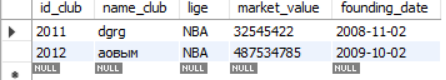 id_club name_club lige market_value founding_date
2011 dgrg NBA 32545422 2008-11-02
2012 аовым NBA 487534785 2009-10-02
NULL NULL NULL NULL NULL